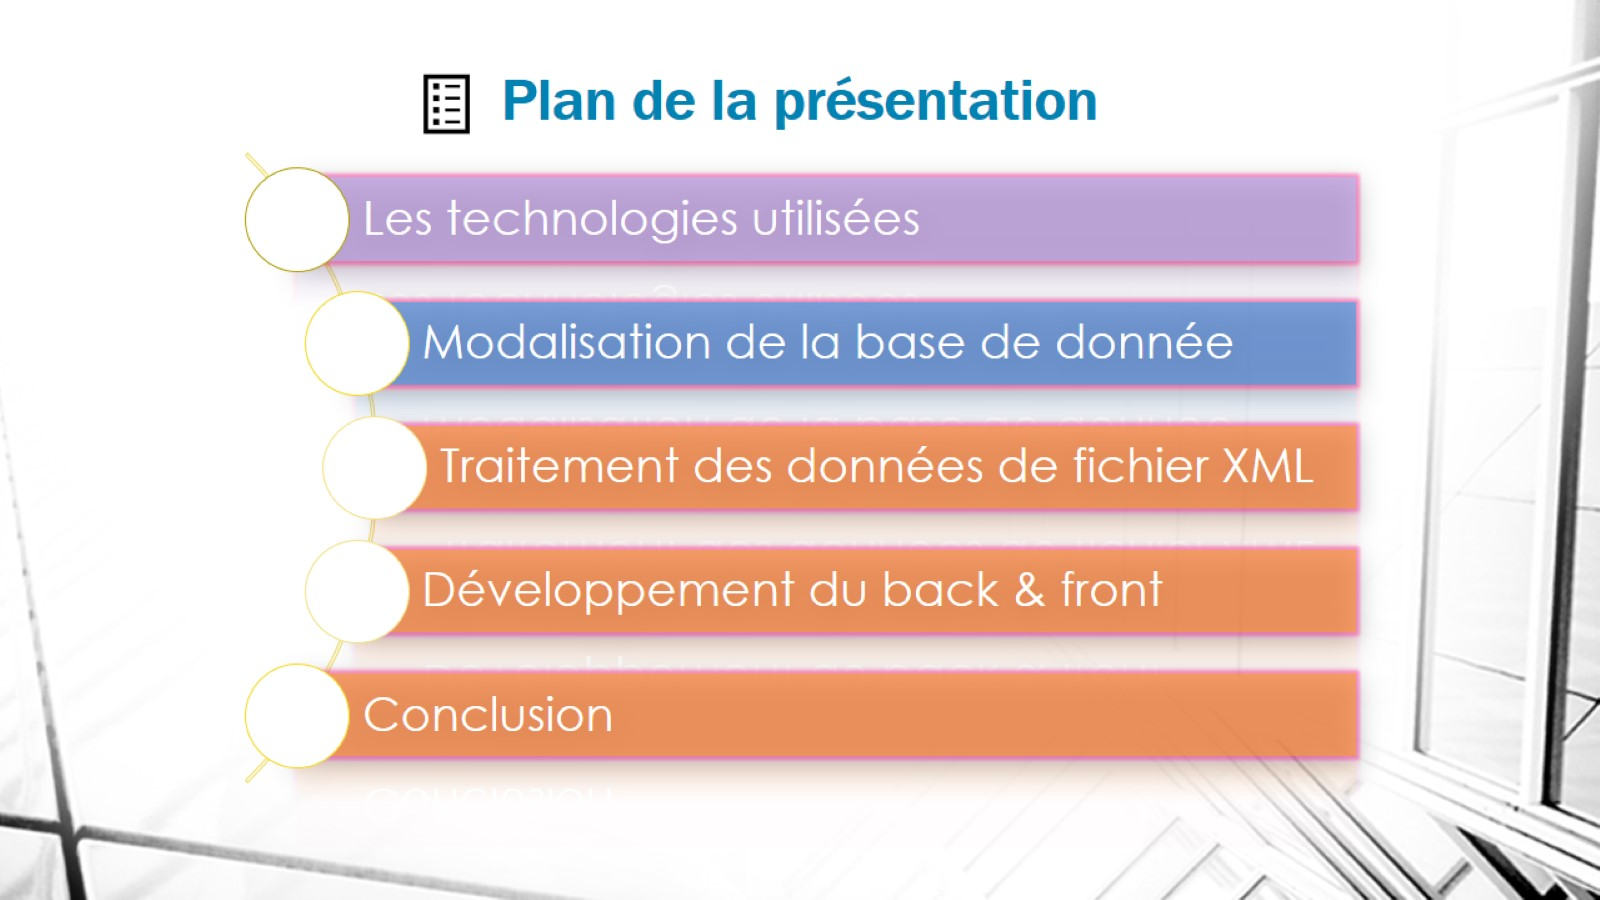 Plan de la présentation
Les technologies utilisées
Modalisation de la base de donnée
Traitement des données de fichier XML
Développement du back & front
Conclusion